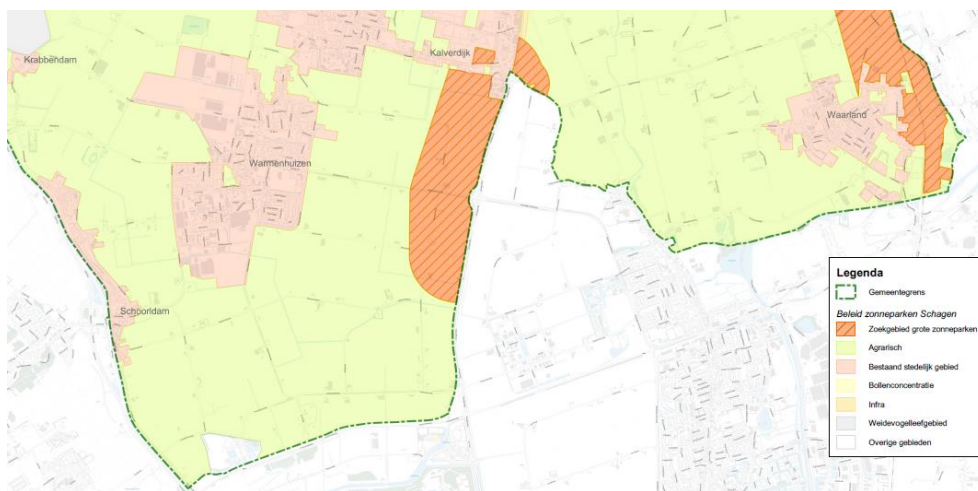 Kalverdijk
Krabbendam
Waarland
Warmenhuizen
Schoorldam
Legenda
Gemeentegrens
Beleid zonneparken Schagen
Zoekgebied grote zonneparken
Agrarisch
Bestaand stedelijk gebied
Bollenconcentratie
Infra
Weidevogelleefgebied
Overige gebieden